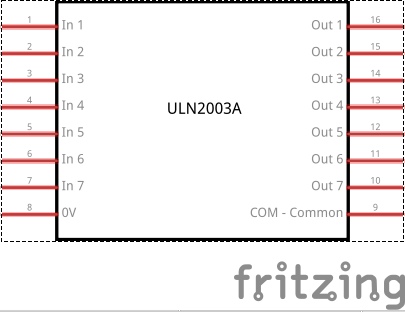 1 In 1 Out 1 16
2 In 2 Out 2 15
3 In 3 Out 3 14
4 In 4 ULN2003A Out 4 13
5 In 5 Out 5 12
6 In 6 Out 6 11
7 In 7 Out 7 10
8 0V COM - Common 9
fritzing